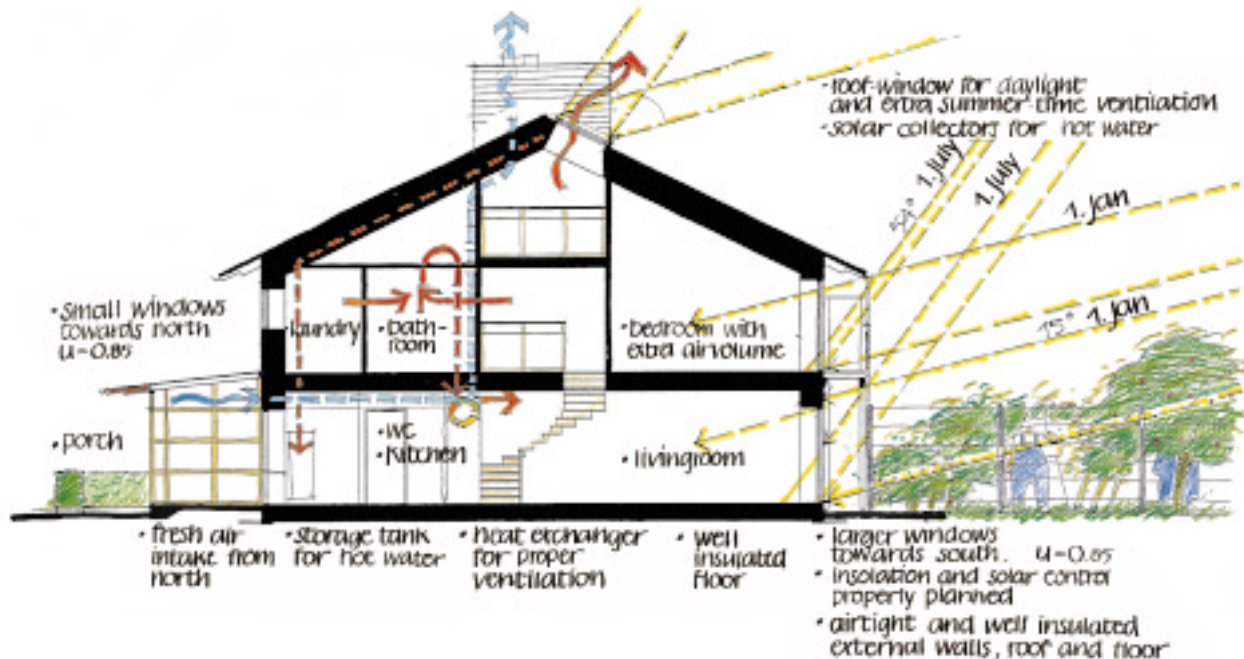 • roof-window for daylight
and extra summer-time ventilation
• solar collectors for hot water
1. july
1. july
1. jan
15° 1. jan
• small windows
towards north
u=0.85
laundry
• bath-
room
• bedroom with
extra airvolume
• porch
• WC
• kitchen
• livingroom
• fresh air
intake from
north
• storage tank
for hot water
• heat exchanger
for proper
ventilation
• well
insulated
floor
• larger windows
towards south. u=0.85
• insolation and solar control
properly planned
• airtight and well insulated
external walls, roof and floor